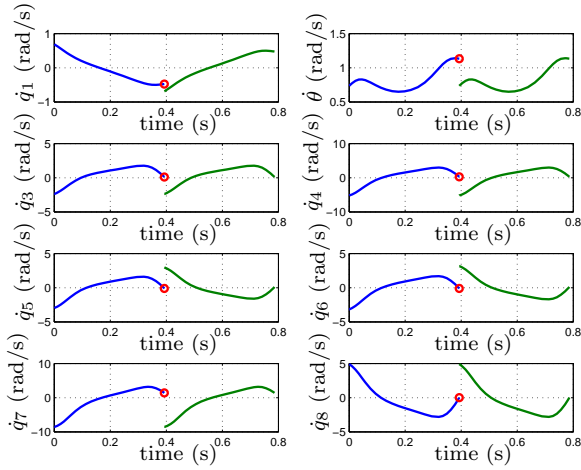 q̇1 (rad/s)
1
0
−1
0 0.2 0.4 0.6 0.8
time (s)
θ̇ (rad/s)
1.5
1
0.5
0 0.2 0.4 0.6 0.8
time (s)
q̇3 (rad/s)
5
0
−5
0 0.2 0.4 0.6 0.8
time (s)
q̇4 (rad/s)
10
0
−10
0 0.2 0.4 0.6 0.8
time (s)
q̇5 (rad/s)
5
0
−5
0 0.2 0.4 0.6 0.8
time (s)
q̇6 (rad/s)
5
0
−5
0 0.2 0.4 0.6 0.8
time (s)
q̇7 (rad/s)
10
0
−10
0 0.2 0.4 0.6 0.8
time (s)
q̇8 (rad/s)
5
0
−5
0 0.2 0.4 0.6 0.8
time (s)